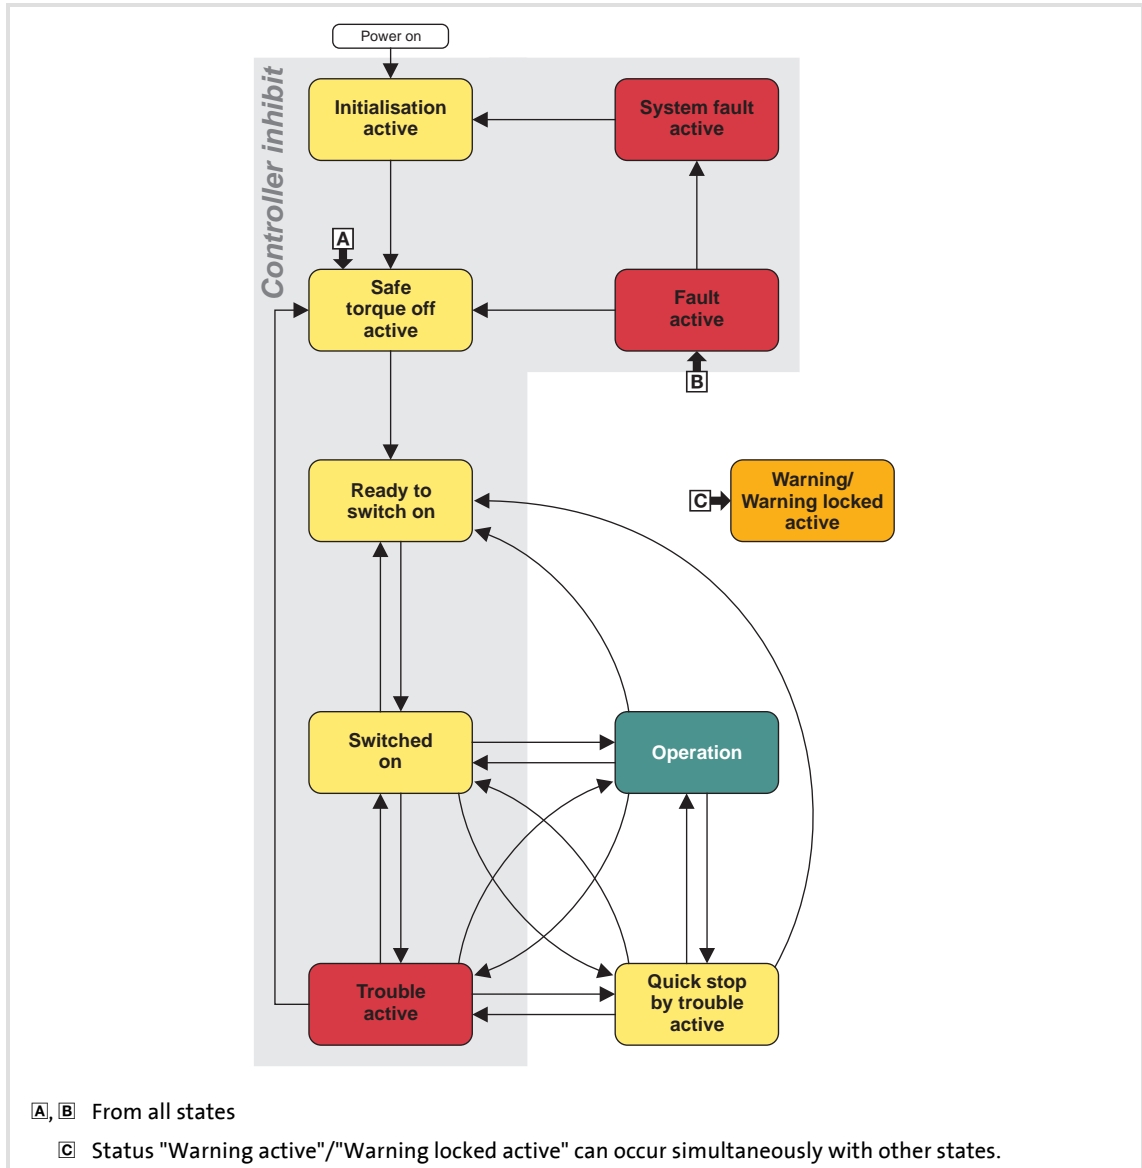 Power on
Controller inhibit
Initialisation
active
System fault
active
A
Safe
torque off
active
Fault
active
B
Ready to
switch on
C
Warning/
Warning locked
active
Switched
on
Operation
Trouble
active
Quick stop
by trouble
active
A, B From all states
C Status "Warning active"/"Warning locked active" can occur simultaneously with other states.